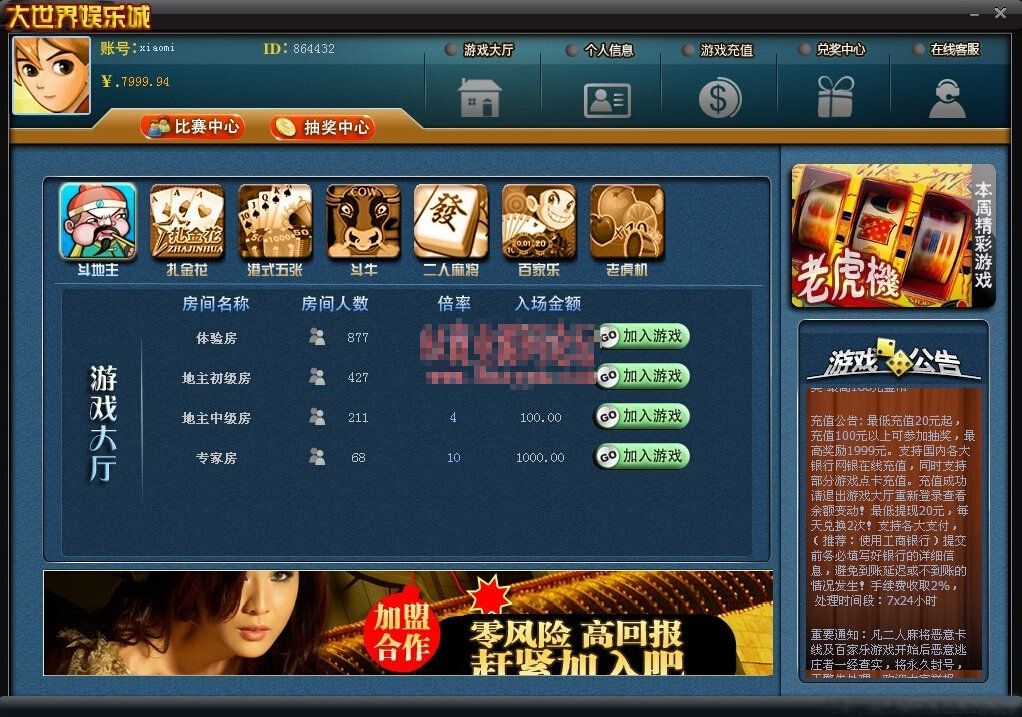 大世界娱乐城
账号：xiaomi
ID：864432
¥.7999.94
游戏大厅
个人信息
游戏充值
兑奖中心
在线客服
比赛中心
抽奖中心
扎金花
ZHAJINHUA
COW
發
斗地主
扎金花
港式五张
斗牛
二人麻将
百家乐
老虎机
房间名称 房间人数 倍率 入场金额
体验房 877 GO 加入游戏
地主初级房 427 GO 加入游戏
地主中级房 211 4 100.00 GO 加入游戏
专家房 68 10 1000.00 GO 加入游戏
游戏大厅
本周精彩游戏
老虎機
游戏公告
充值公告：最低充值20元起，
充值100元以上可参加抽奖，最
高奖励1999元。支持国内各大
银行网银在线充值，同时支持
部分游戏点卡充值。充值成功
请退出游戏大厅重新登录查看
余额变动！最低提现20元，每
天兑换2次！支持各大支付，
（推荐：使用工商银行）提交
前务必填写好银行的详细信
息，避免到账延迟或不到账的
情况发生！手续费收取2%，
处理时间段：7x24小时
重要通知：凡二人麻将恶意卡
线及百家乐游戏开始后恶意逃
庄者一经查实，将永久封号，
加盟
合作
零风险 高回报
赶紧加入吧